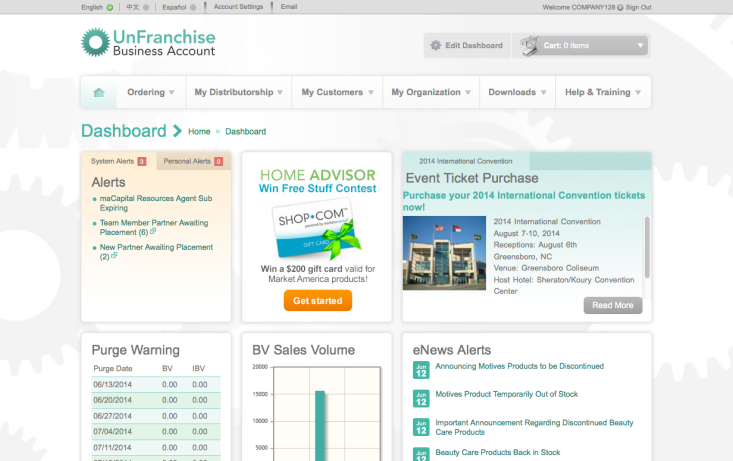 English 中文 Español Account Settings Email Welcome COMPANY128 Sign Out
UnFranchise
Business Account
Edit Dashboard Cart: 0 items
Ordering My Distributorship My Customers My Organization Downloads Help & Training
Dashboard Home » Dashboard
System Alerts 3 Personal Alerts 0
Alerts
maCapital Resources Agent Sub
Expiring
Team Member Partner Awaiting
Placement (6)
New Partner Awaiting Placement
(2)
HOME ADVISOR
Win Free Stuff Contest
SHOP•COM™
GIFT CARD
Win a $200 gift card valid for
Market America products!
Get started
2014 International Convention
Event Ticket Purchase
Purchase your 2014 International Convention tickets
now!
2014 International Convention
August 7-10, 2014
Receptions: August 6th
Greensboro, NC
Venue: Greensboro Coliseum
Host Hotel: Sheraton/Koury Convention
Center
Read More
Purge Warning
Purge Date BV IBV
06/13/2014 0.00 0.00
06/20/2014 0.00 0.00
06/27/2014 0.00 0.00
07/04/2014 0.00 0.00
07/11/2014 0.00 0.00
BV Sales Volume
20000
15000
10000
5000
eNews Alerts
Jun
12
Announcing Motives Products to be Discontinued
Jun
12
Motives Product Temporarily Out of Stock
Jun
12
Important Announcement Regarding Discontinued Beauty
Care Products
Jun
12
Beauty Care Products Back in Stock